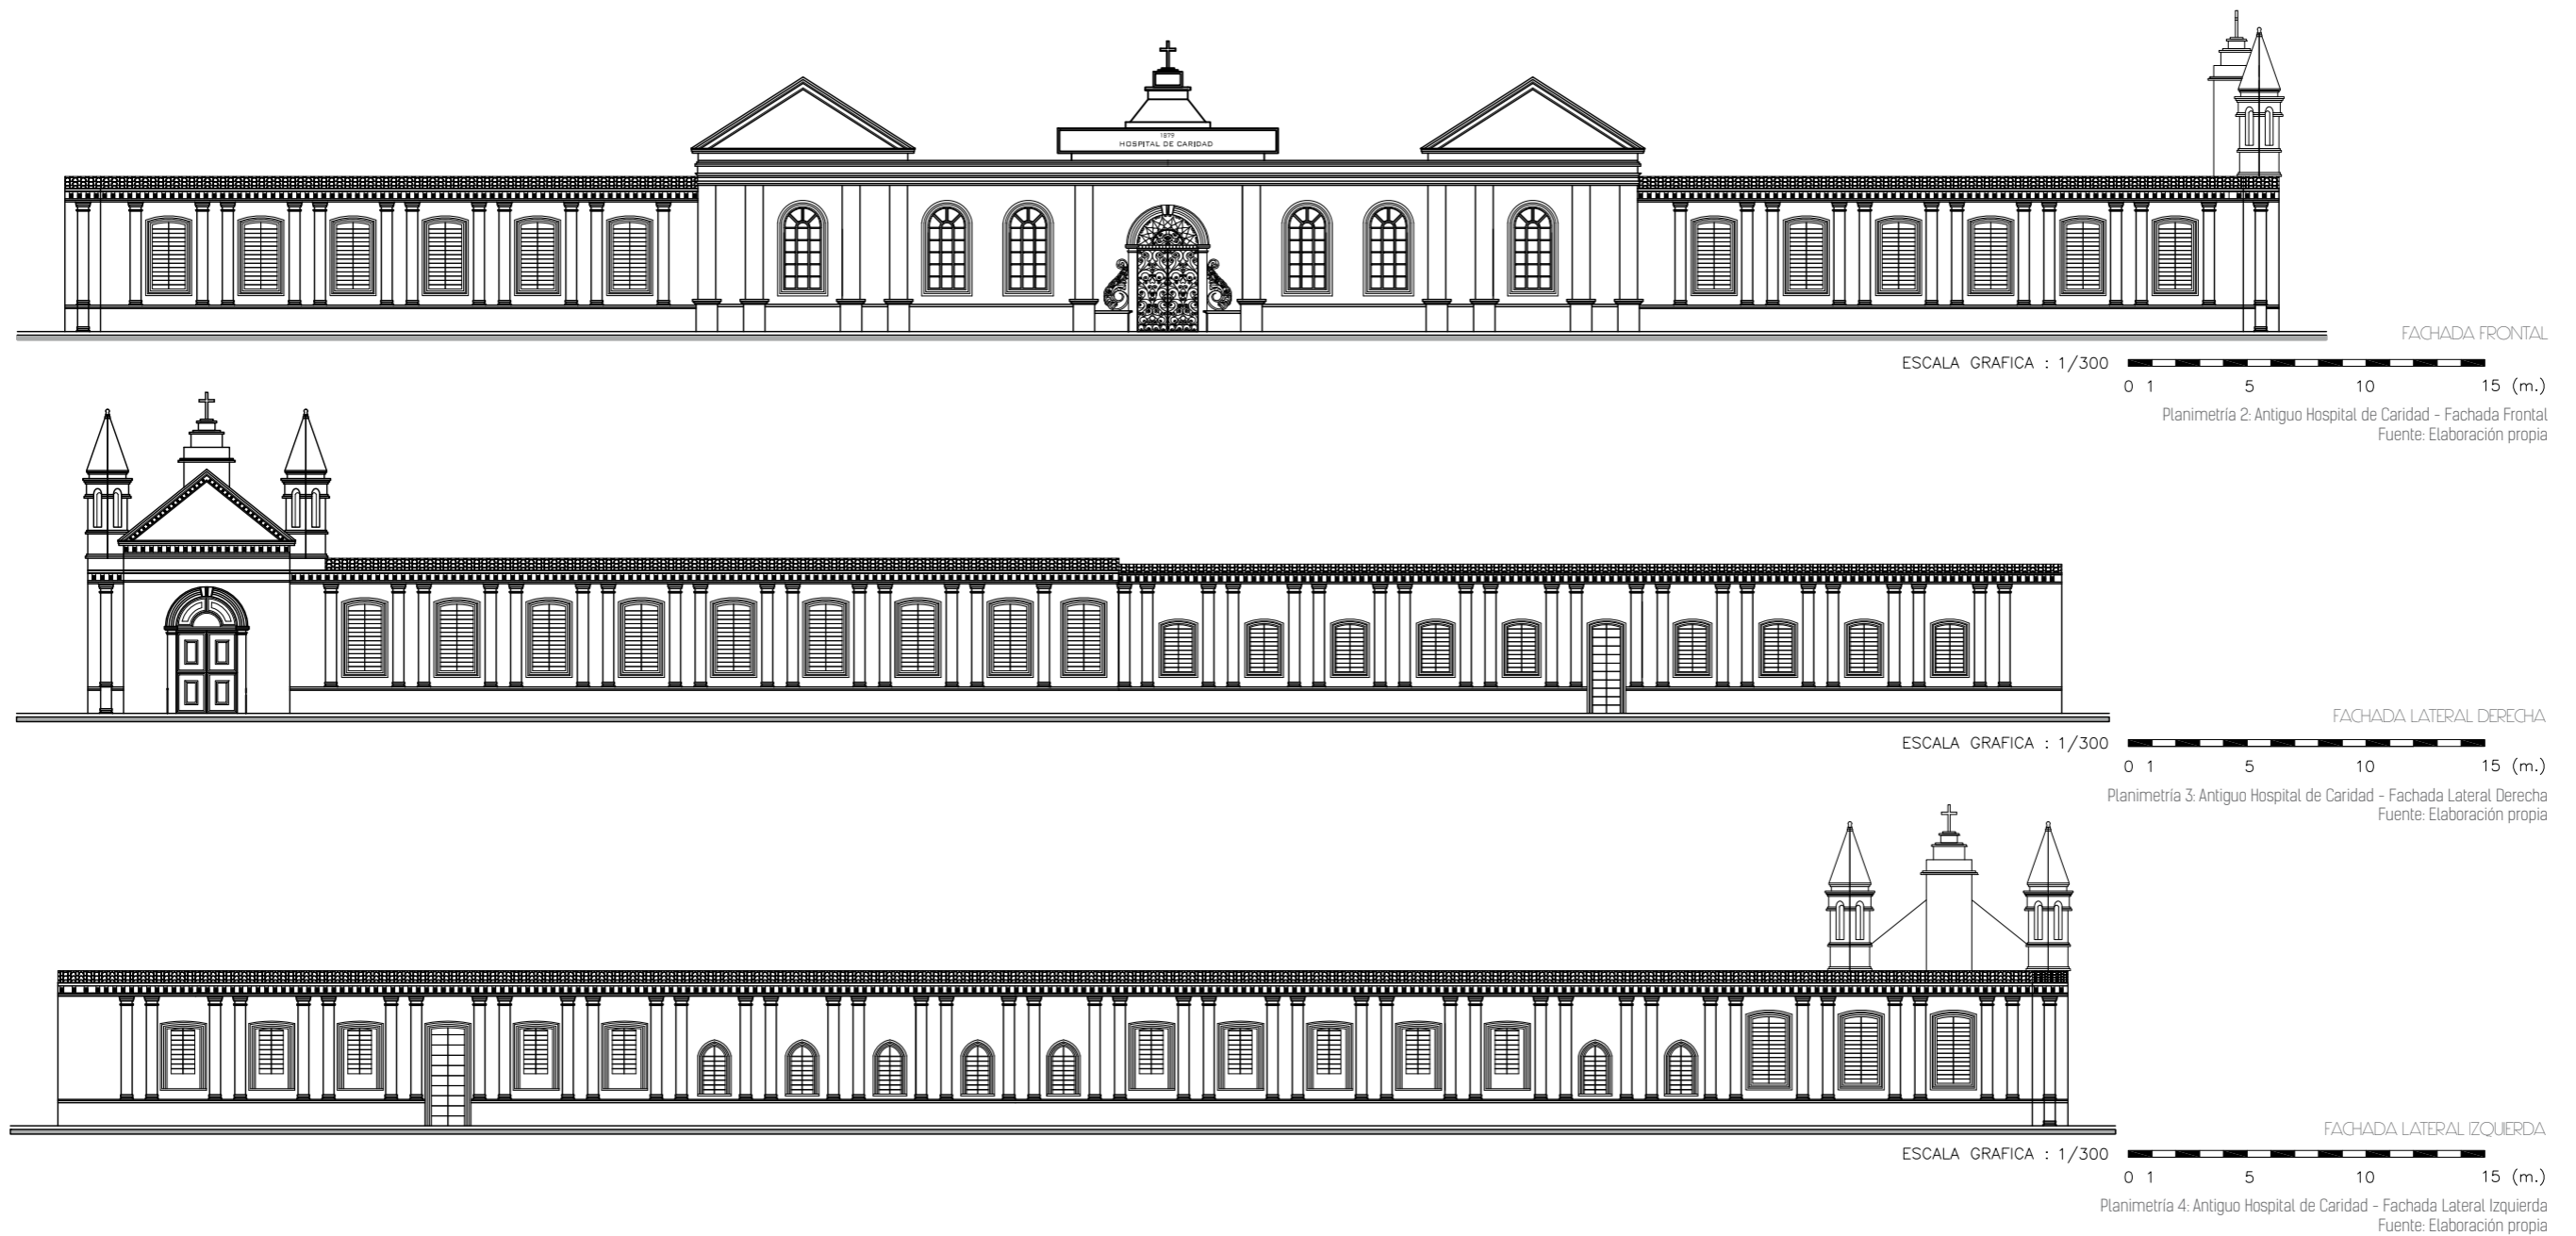 1879
HOSPITAL DE CARIDAD
FACHADA FRONTAL
ESCALA GRAFICA : 1/300
0 1 5 10 15 (m.)
Planimetría 2: Antiguo Hospital de Caridad - Fachada Frontal
Fuente: Elaboración propia
FACHADA LATERAL DERECHA
ESCALA GRAFICA : 1/300
0 1 5 10 15 (m.)
Planimetría 3: Antiguo Hospital de Caridad - Fachada Lateral Derecha
Fuente: Elaboración propia
FACHADA LATERAL IZQUIERDA
ESCALA GRAFICA : 1/300
0 1 5 10 15 (m.)
Planimetría 4: Antiguo Hospital de Caridad - Fachada Lateral Izquierda
Fuente: Elaboración propia